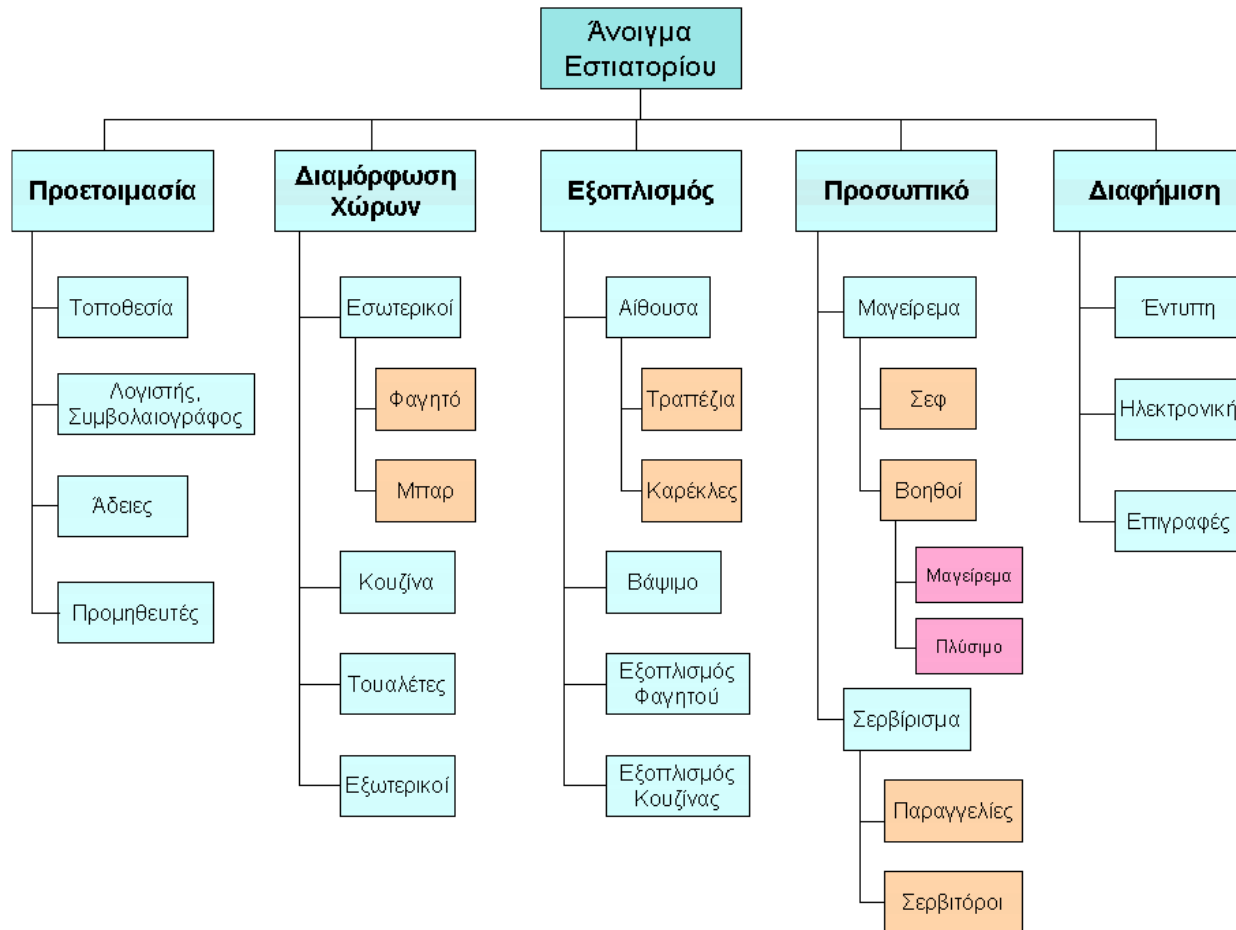 Άνοιγμα
Εστιατορίου
Προετοιμασία
Τοποθεσία
Λογιστής,
Συμβολαιογράφος
Άδειες
Προμηθευτές
Διαμόρφωση
Χώρων
Εσωτερικοί
Φαγητό
Μπαρ
Κουζίνα
Τουαλέτες
Εξωτερικοί
Εξοπλισμός
Αίθουσα
Τραπέζια
Καρέκλες
Βάψιμο
Εξοπλισμός
Φαγητού
Εξοπλισμός
Κουζίνας
Προσωπικό
Μαγείρεμα
Σεφ
Βοηθοί
Μαγείρεμα
Πλύσιμο
Σερβίρισμα
Παραγγελίες
Σερβιτόροι
Διαφήμιση
Έντυπη
Ηλεκτρονική
Επιγραφές